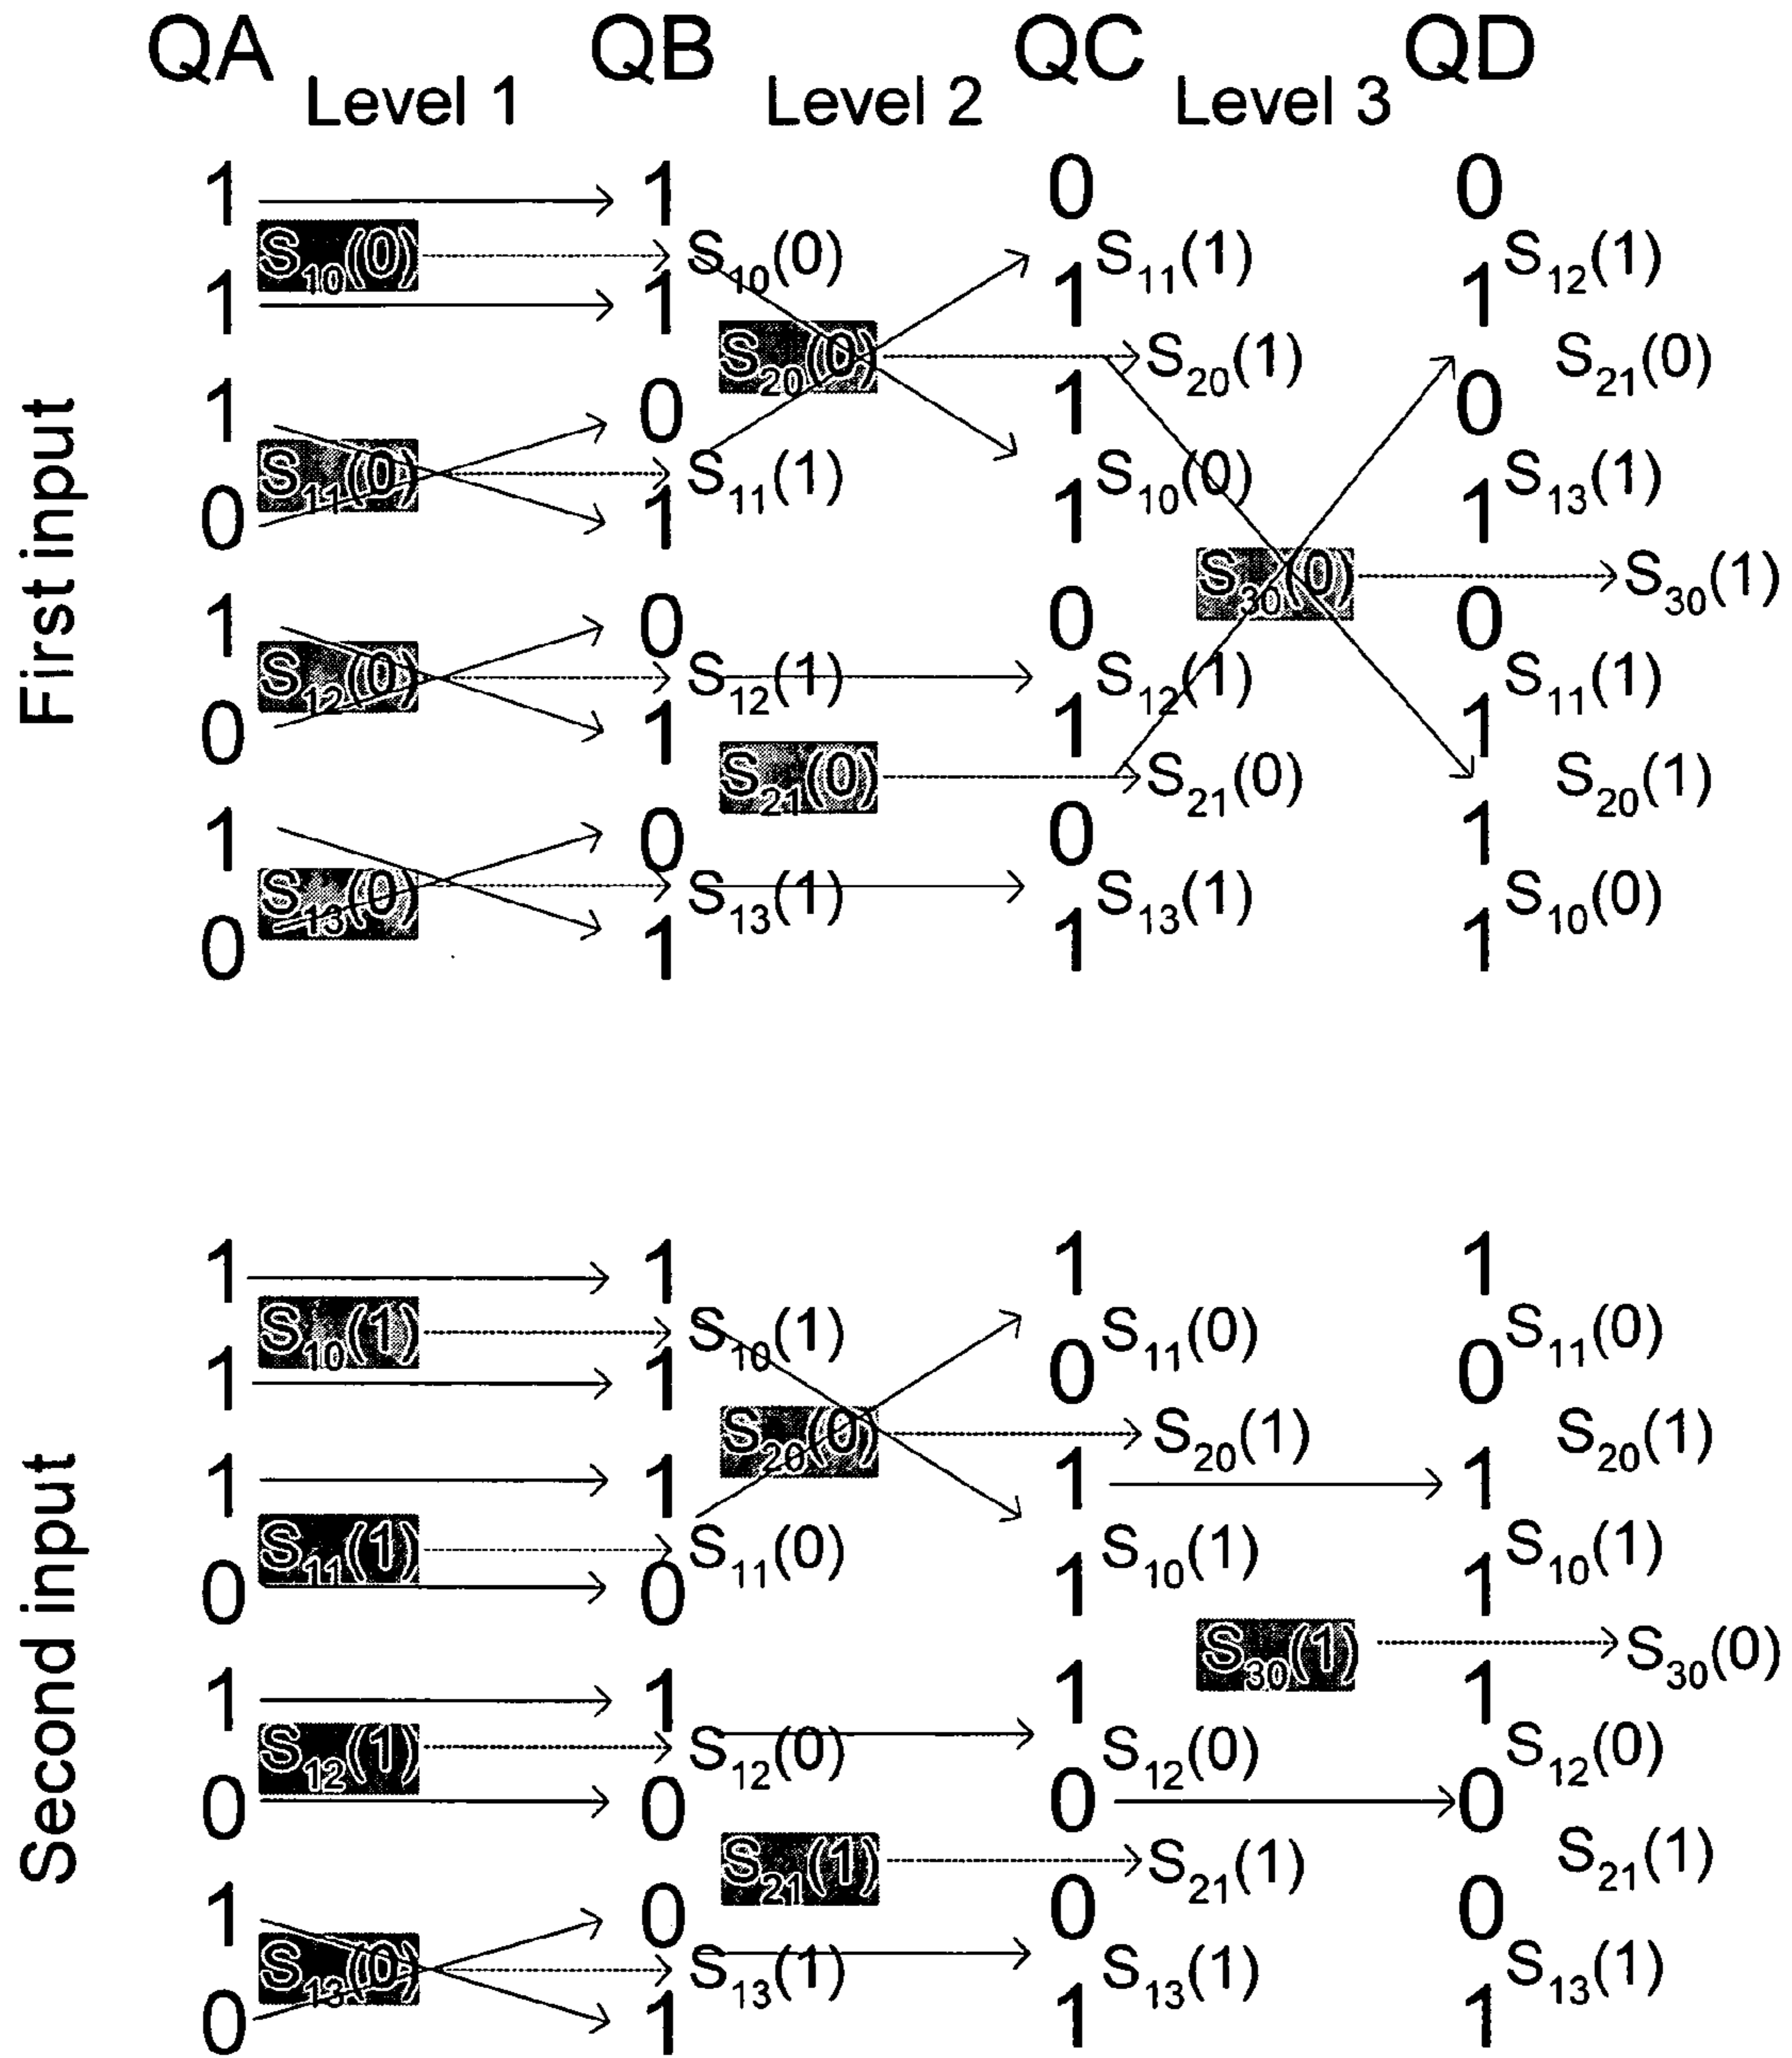 QA QB QC QD
Level 1 Level 2 Level 3
First input
1 1 0 0
S10(0) S10(0) S11(1) S12(1)
1 1 1 1
S20(0) S20(1) S21(0)
1 0 1 0
S11(0) S11(1) S10(0) S13(1)
0 1 1 1
S30(0) S30(1)
1 0 0 0
S12(0) S12(1) S12(1) S11(1)
0 1 1 1
S21(0) S21(0) S20(1)
1 0 0 1
S13(0) S13(1) S13(1) S10(0)
0 1 1 1
Second input
1 1 1 1
S10(1) S10(1) S11(0) S11(0)
1 1 0 0
S20(0) S20(1) S20(1)
1 1 1 1
S11(1) S11(0) S10(1) S10(1)
0 0 1 1
S30(1) S30(0)
1 1 1 1
S12(1) S12(0) S12(0) S12(0)
0 0 0 0
S21(1) S21(1) S21(1)
1 0 0 0
S13(0) S13(1) S13(1) S13(1)
0 1 1 1